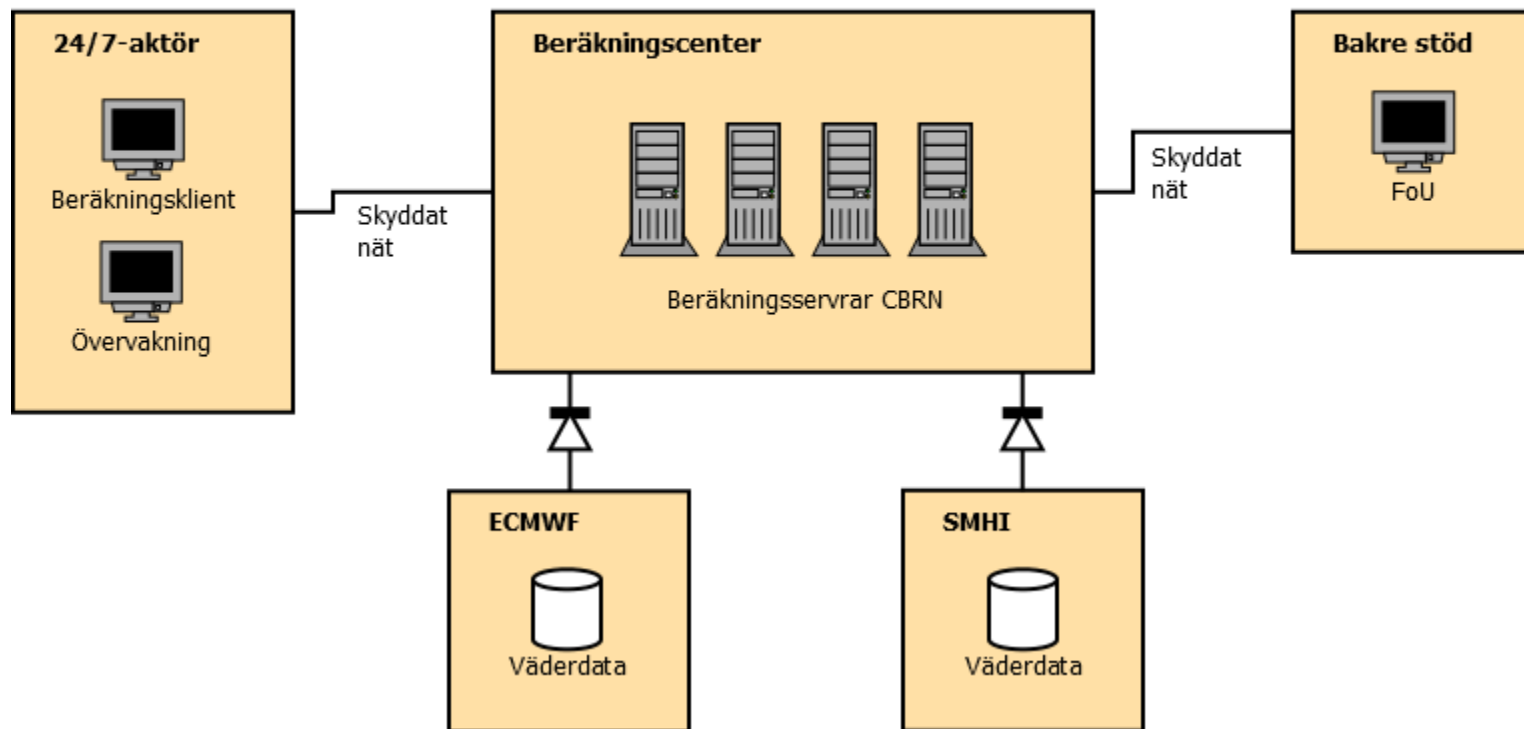 24/7-aktör
Beräkningsklient
Övervakning
Skyddat
nät
Beräkningscenter
Beräkningsservrar CBRN
Skyddat
nät
Bakre stöd
FoU
ECMWF
Väderdata
SMHI
Väderdata